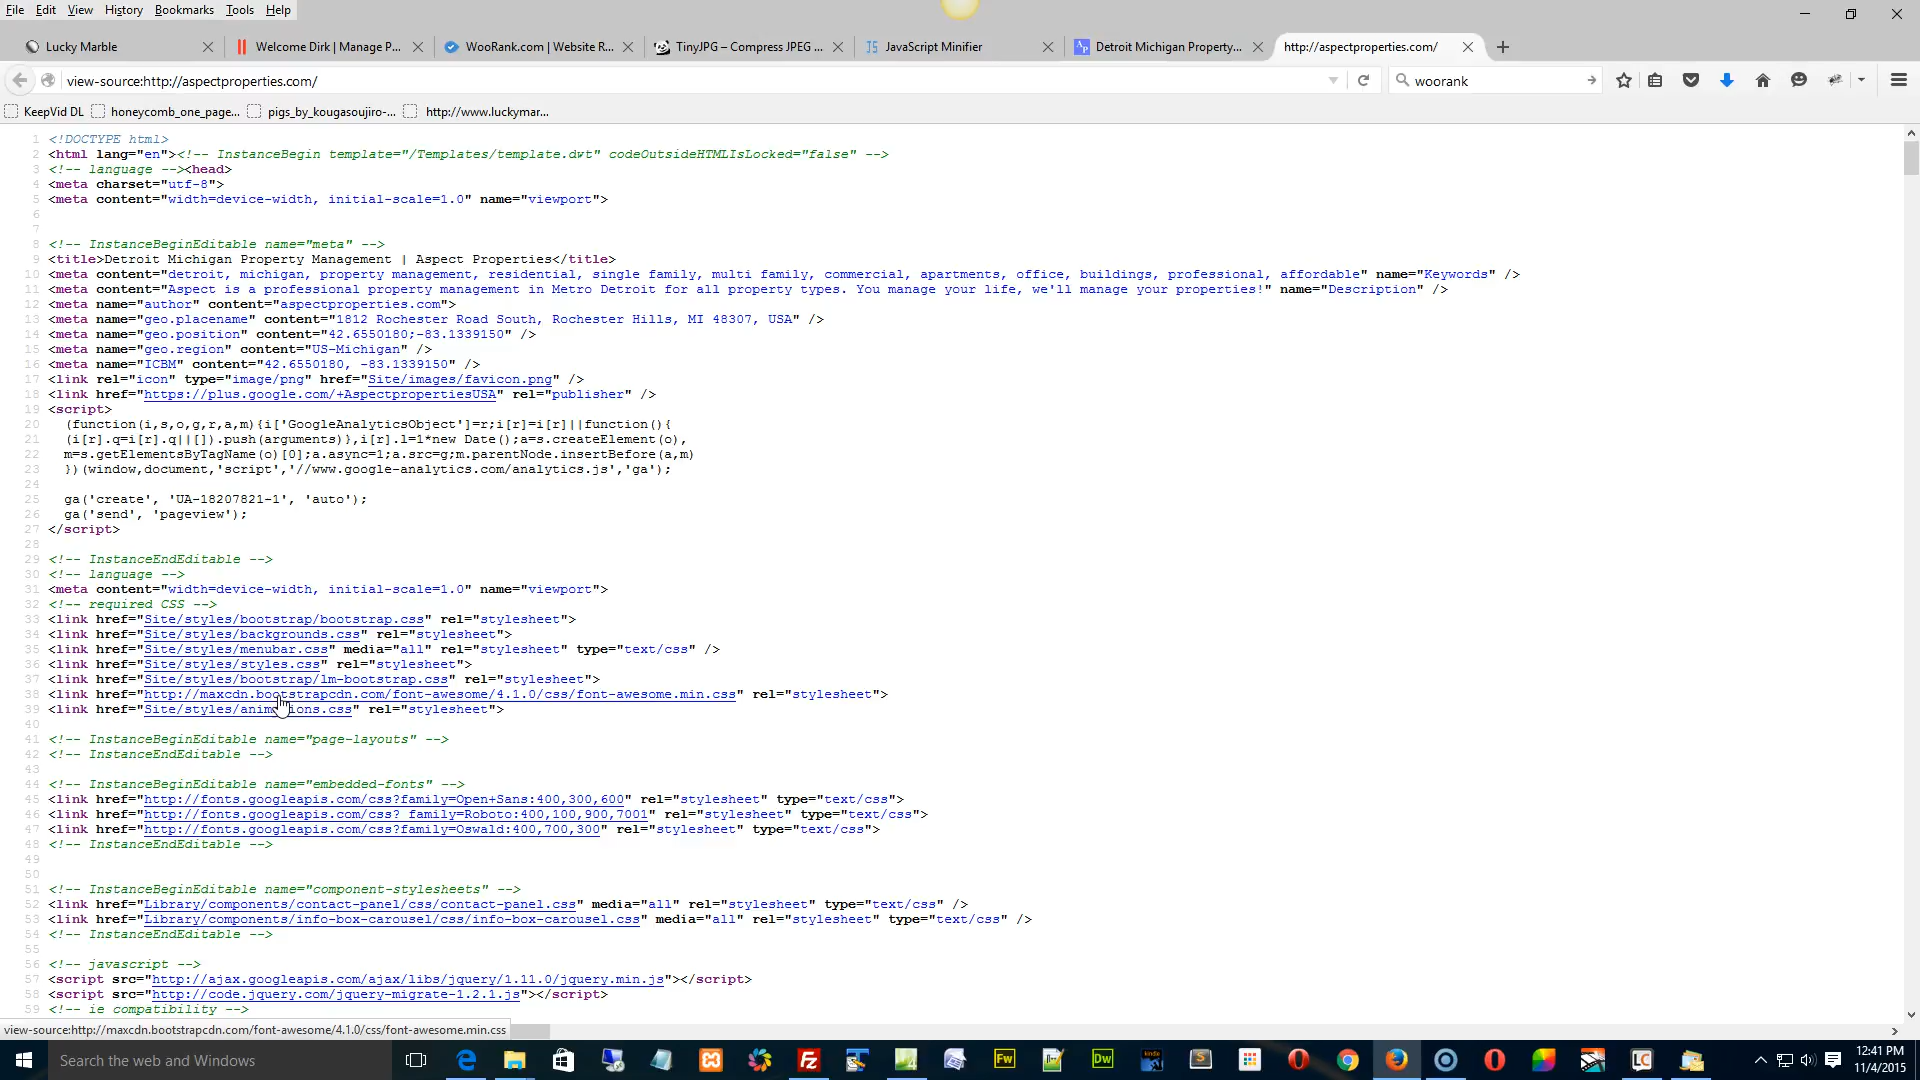 File Edit View History Bookmarks Tools Help
Lucky Marble Welcome Dirk | Manage P... WooRank.com | Website R... TinyJPG – Compress JPEG ... JavaScript Minifier Detroit Michigan Property... http://aspectproperties.com/
view-source:http://aspectproperties.com/ woorank
KeepVid DL honeycomb_one_page... pigs_by_kougasoujiro-... http://www.luckymar...
1 <!DOCTYPE html>
2 <html lang="en"><!-- InstanceBegin template="/Templates/template.dwt" codeOutsideHTMLIsLocked="false" -->
3 <!-- language --><head>
4 <meta charset="utf-8">
5 <meta content="width=device-width, initial-scale=1.0" name="viewport">
6
7
8 <!-- InstanceBeginEditable name="meta" -->
9 <title>Detroit Michigan Property Management | Aspect Properties</title>
10 <meta content="detroit, michigan, property management, residential, single family, multi family, commercial, apartments, office, buildings, professional, affordable" name="Keywords" />
11 <meta content="Aspect is a professional property management in Metro Detroit for all property types. You manage your life, we'll manage your properties!" name="Description" />
12 <meta name="author" content="aspectproperties.com">
13 <meta name="geo.placename" content="1812 Rochester Road South, Rochester Hills, MI 48307, USA" />
14 <meta name="geo.position" content="42.6550180;-83.1339150" />
15 <meta name="geo.region" content="US-Michigan" />
16 <meta name="ICBM" content="42.6550180, -83.1339150" />
17 <link rel="icon" type="image/png" href="Site/images/favicon.png" />
18 <link href="https://plus.google.com/+AspectpropertiesUSA" rel="publisher" />
19 <script>
20 (function(i,s,o,g,r,a,m){i['GoogleAnalyticsObject']=r;i[r]=i[r]||function(){
21 (i[r].q=i[r].q||[]).push(arguments)},i[r].l=1*new Date();a=s.createElement(o),
22 m=s.getElementsByTagName(o)[0];a.async=1;a.src=g;m.parentNode.insertBefore(a,m)
23 })(window,document,'script','//www.google-analytics.com/analytics.js','ga');
24
25 ga('create', 'UA-18207821-1', 'auto');
26 ga('send', 'pageview');
27 </script>
28
29 <!-- InstanceEndEditable -->
30 <!-- language -->
31 <meta content="width=device-width, initial-scale=1.0" name="viewport">
32 <!-- required CSS -->
33 <link href="Site/styles/bootstrap/bootstrap.css" rel="stylesheet">
34 <link href="Site/styles/backgrounds.css" rel="stylesheet">
35 <link href="Site/styles/menubar.css" media="all" rel="stylesheet" type="text/css" />
36 <link href="Site/styles/styles.css" rel="stylesheet">
37 <link href="Site/styles/bootstrap/lm-bootstrap.css" rel="stylesheet">
38 <link href="http://maxcdn.bootstrapcdn.com/font-awesome/4.1.0/css/font-awesome.min.css" rel="stylesheet">
39 <link href="Site/styles/animations.css" rel="stylesheet">
40
41 <!-- InstanceBeginEditable name="page-layouts" -->
42 <!-- InstanceEndEditable -->
43
44 <!-- InstanceBeginEditable name="embedded-fonts" -->
45 <link href="http://fonts.googleapis.com/css?family=Open+Sans:400,300,600" rel="stylesheet" type="text/css">
46 <link href="http://fonts.googleapis.com/css? family=Roboto:400,100,900,7001" rel="stylesheet" type="text/css">
47 <link href="http://fonts.googleapis.com/css?family=Oswald:400,700,300" rel="stylesheet" type="text/css">
48 <!-- InstanceEndEditable -->
49
50
51 <!-- InstanceBeginEditable name="component-stylesheets" -->
52 <link href="Library/components/contact-panel/css/contact-panel.css" media="all" rel="stylesheet" type="text/css" />
53 <link href="Library/components/info-box-carousel/css/info-box-carousel.css" media="all" rel="stylesheet" type="text/css" />
54 <!-- InstanceEndEditable -->
55
56 <!-- javascript -->
57 <script src="http://ajax.googleapis.com/ajax/libs/jquery/1.11.0/jquery.min.js"></script>
58 <script src="http://code.jquery.com/jquery-migrate-1.2.1.js"></script>
59 <!-- ie compatibility -->
view-source:http://maxcdn.bootstrapcdn.com/font-awesome/4.1.0/css/font-awesome.min.css
Search the web and Windows
12:41 PM
11/4/2015